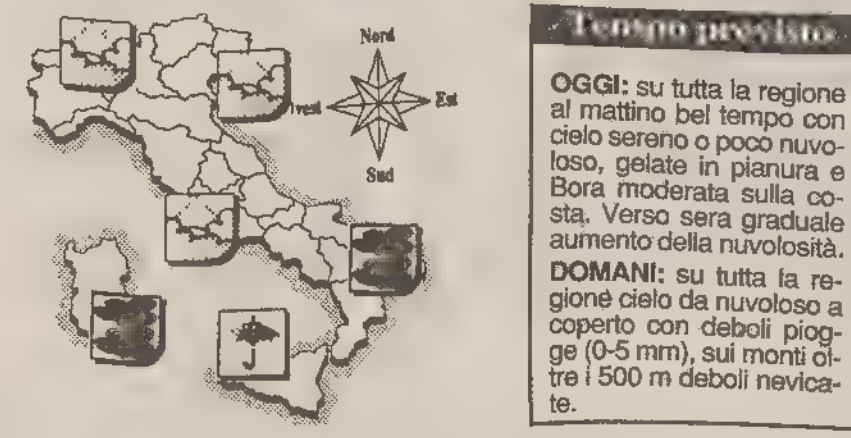 Nord
vest
Est
Sud
Tempo previsto
OGGI: su tutta la regione
al mattino bel tempo con
cielo sereno o poco nuvo-
loso, gelate in pianura e
Bora moderata sulla co-
sta. Verso sera graduale
aumento della nuvolosità.
DOMANI: su tutta la re-
gione cielo da nuvoloso a
coperto con deboli piog-
ge (0-5 mm), sui monti ol-
tre i 500 m deboli nevica-
te.